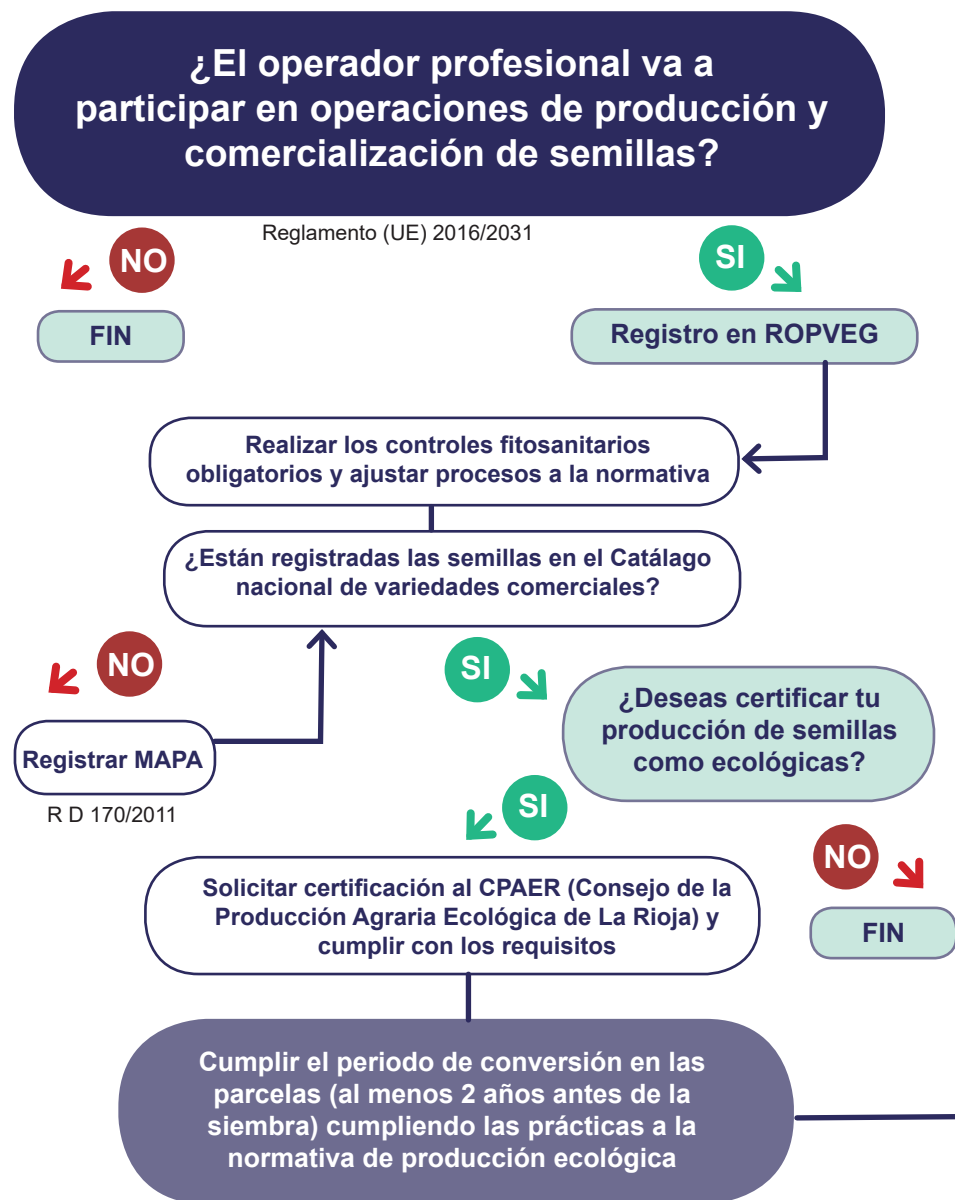 ¿El operador profesional va a
participar en operaciones de producción y
comercialización de semillas?
Reglamento (UE) 2016/2031
NO
SI
FIN
Registro en ROPVEG
Realizar los controles fitosanitarios
obligatorios y ajustar procesos a la normativa
¿Están registradas las semillas en el Catálago
nacional de variedades comerciales?
NO
SI
Registrar MAPA
R D 170/2011
¿Deseas certificar tu
producción de semillas
como ecológicas?
SI
NO
Solicitar certificación al CPAER (Consejo de la
Producción Agraria Ecológica de La Rioja) y
cumplir con los requisitos
FIN
Cumplir el periodo de conversión en las
parcelas (al menos 2 años antes de la
siembra) cumpliendo las prácticas a la
normativa de producción ecológica